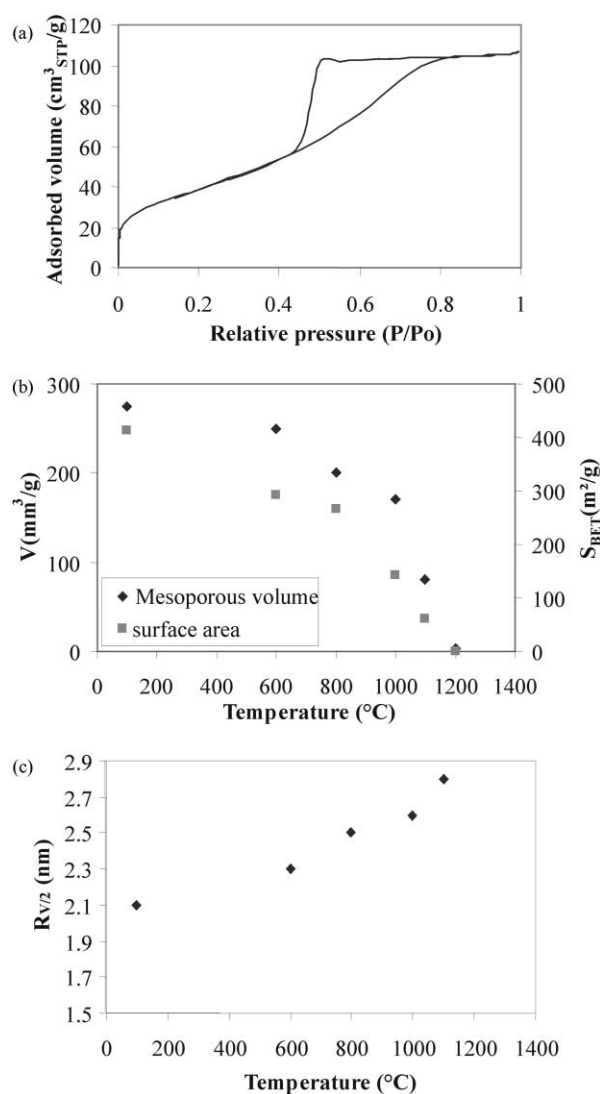 (a)
120
100
80
60
40
20
0
Adsorbed volume (cm³STP/g)
0 0.2 0.4 0.6 0.8 1
Relative pressure (P/Po)
(b)
300
200
100
0
V(mm³/g)
500
400
300
200
100
0
S_BET(m²/g)
Mesoporous volume
surface area
0 200 400 600 800 1000 1200 1400
Temperature (°C)
(c)
2.9
2.7
2.5
2.3
2.1
1.9
1.7
1.5
R_V/2 (nm)
0 200 400 600 800 1000 1200 1400
Temperature (°C)